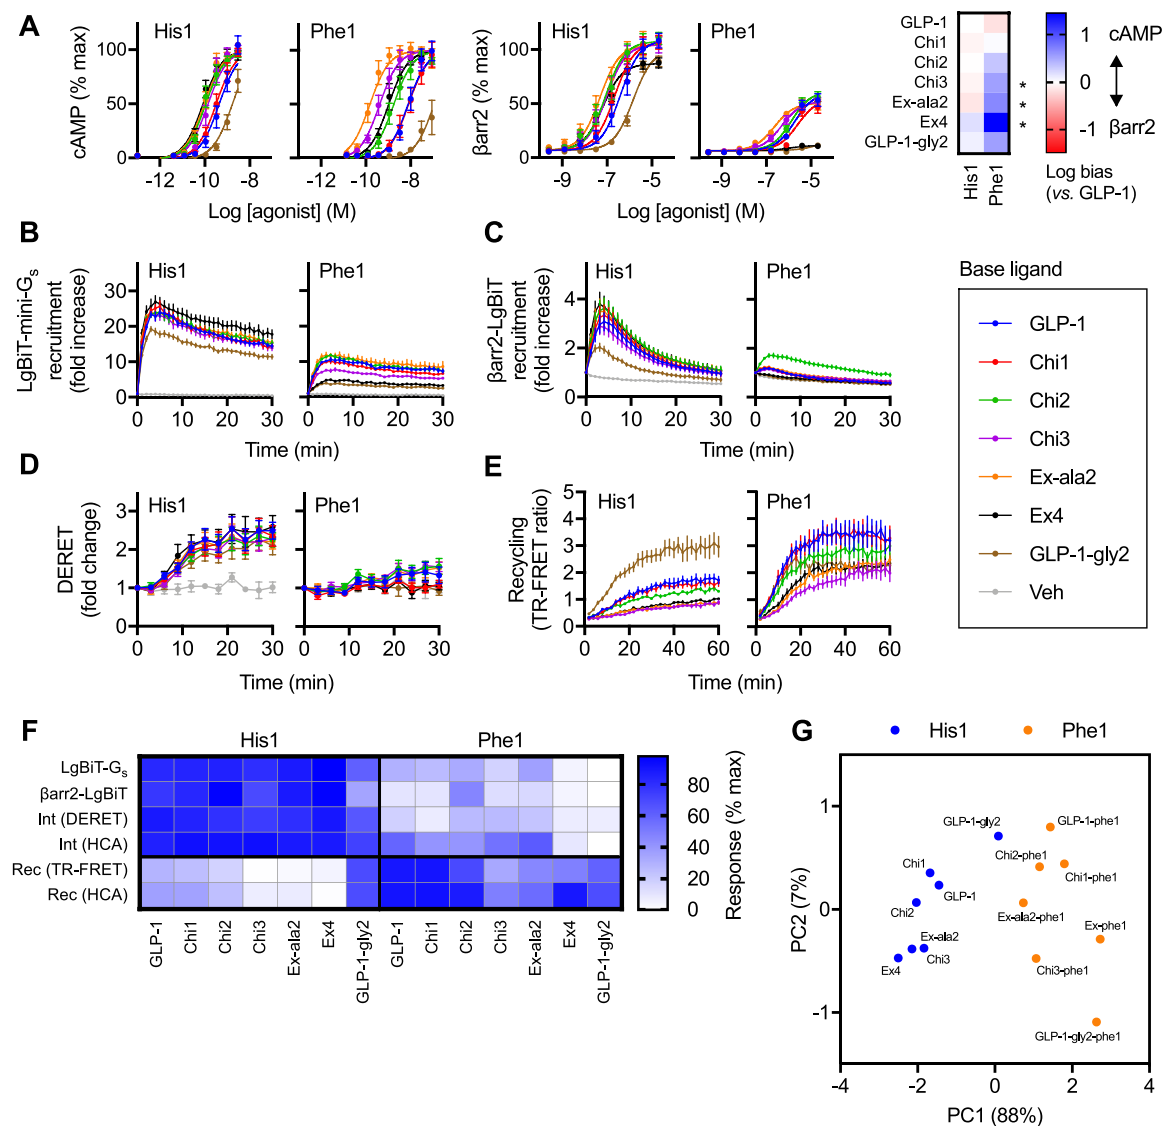 A
His1
Phe1
cAMP (% max)
100
50
0
-12
-10
-8
-12
-10
-8
Log [agonist] (M)
His1
Phe1
βarr2 (% max)
100
50
0
-9
-7
-5
-9
-7
-5
Log [agonist] (M)
GLP-1
Chi1
Chi2
Chi3
*
Ex-ala2
*
Ex4
*
GLP-1-gly2
His1
Phe1
1
0
-1
cAMP
βarr2
Log bias
(vs. GLP-1)
B
His1
Phe1
LgBiT-mini-Gs
recruitment
(fold increase)
30
20
10
0
0
10
20
30
0
10
20
30
Time (min)
C
His1
Phe1
βarr2-LgBiT
recruitment
(fold increase)
4
2
0
0
10
20
30
0
10
20
30
Time (min)
Base ligand
GLP-1
Chi1
Chi2
Chi3
Ex-ala2
Ex4
GLP-1-gly2
Veh
D
His1
Phe1
DERET
(fold change)
3
2
1
0
0
10
20
30
0
10
20
30
Time (min)
E
His1
Phe1
Recycling
(TR-FRET ratio)
5
4
3
2
1
0
0
20
40
60
0
20
40
60
Time (min)
F
His1
Phe1
LgBiT-Gs
βarr2-LgBiT
Int (DERET)
Int (HCA)
Rec (TR-FRET)
Rec (HCA)
GLP-1
Chi1
Chi2
Chi3
Ex-ala2
Ex4
GLP-1-gly2
GLP-1
Chi1
Chi2
Chi3
Ex-ala2
Ex4
GLP-1-gly2
80
60
40
20
0
Response (% max)
G
His1
Phe1
PC2 (7%)
1
0
-1
GLP-1-gly2
GLP-1-phe1
Chi2-phe1
Chi1
Chi1-phe1
GLP-1
Chi2
Ex-ala2-phe1
Ex-phe1
Ex-ala2
Chi3
Ex4
Chi3-phe1
GLP-1-gly2-phe1
-4
-2
0
2
4
PC1 (88%)